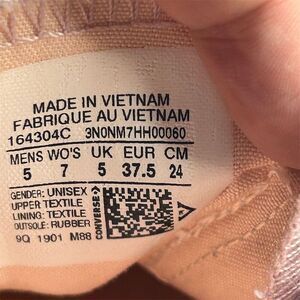 MADE IN VIETNAM
FABRIQUE AU VIETNAM
164304C 3N0NM7HH00060
MENS WO'S UK EUR CM
5 7 5 37.5 24
GENDER: UNISEX
UPPER: TEXTILE
LINING: TEXTILE
OUTSOLE: RUBBER
9Q 1901 M88
CONVERSE